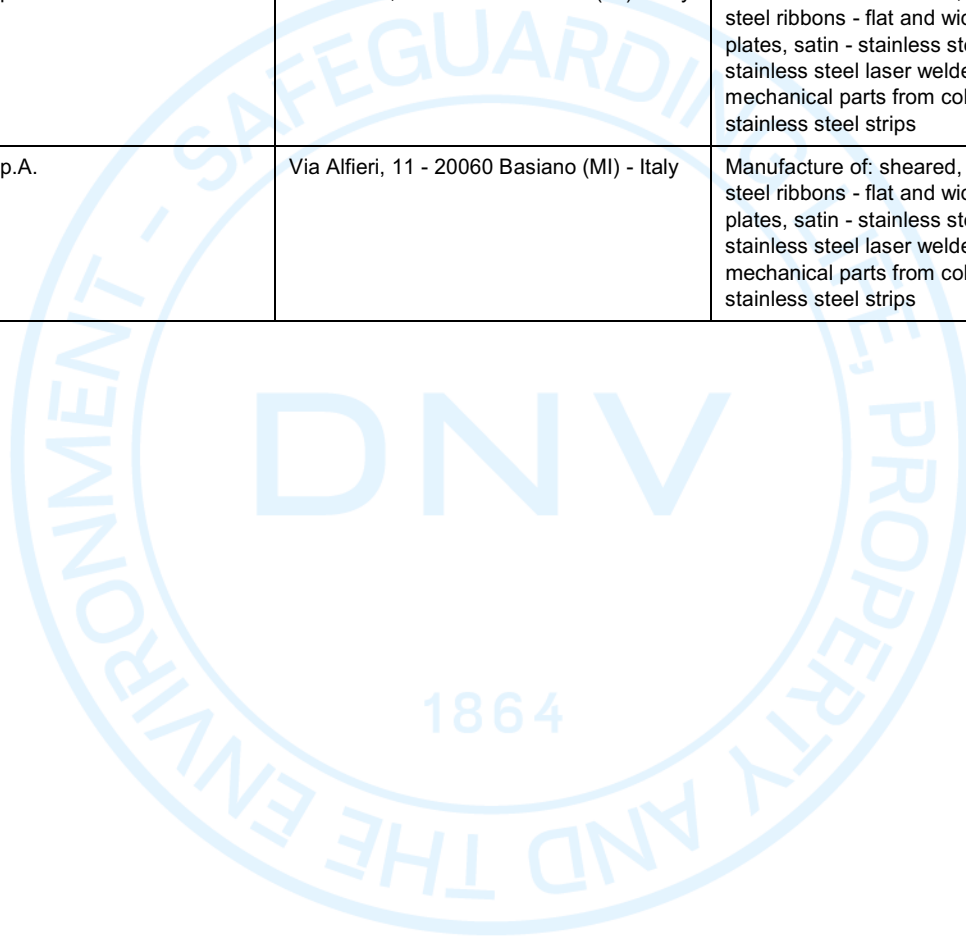 steel ribbons - flat and wid
plates, satin - stainless ste
stainless steel laser welde
mechanical parts from col
stainless steel strips
p.A.
Via Alfieri, 11 - 20060 Basiano (MI) - Italy
Manufacture of: sheared,
steel ribbons - flat and wid
plates, satin - stainless ste
stainless steel laser welde
mechanical parts from col
stainless steel strips
SAFEGUARDING LIFE, PROPERTY AND THE ENVIRONMENT -
DNV
1864